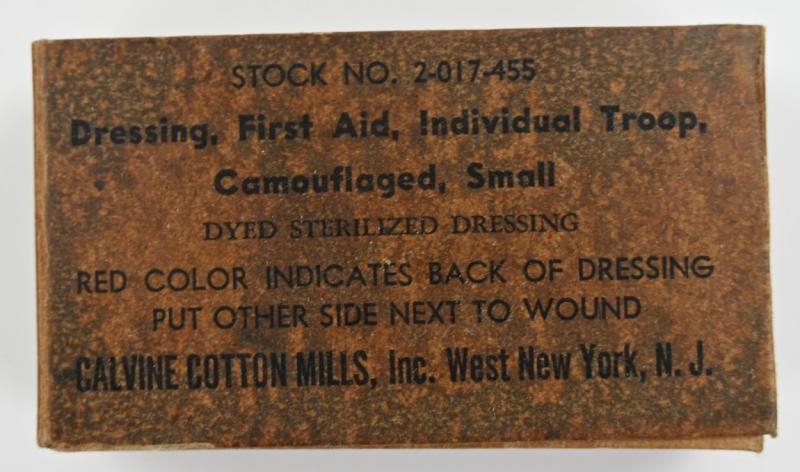 STOCK NO. 2-017-455
Dressing, First Aid, Individual Troop,
Camouflaged, Small
DYED STERILIZED DRESSING
RED COLOR INDICATES BACK OF DRESSING
PUT OTHER SIDE NEXT TO WOUND
CALVINE COTTON MILLS, Inc. West New York, N. J.